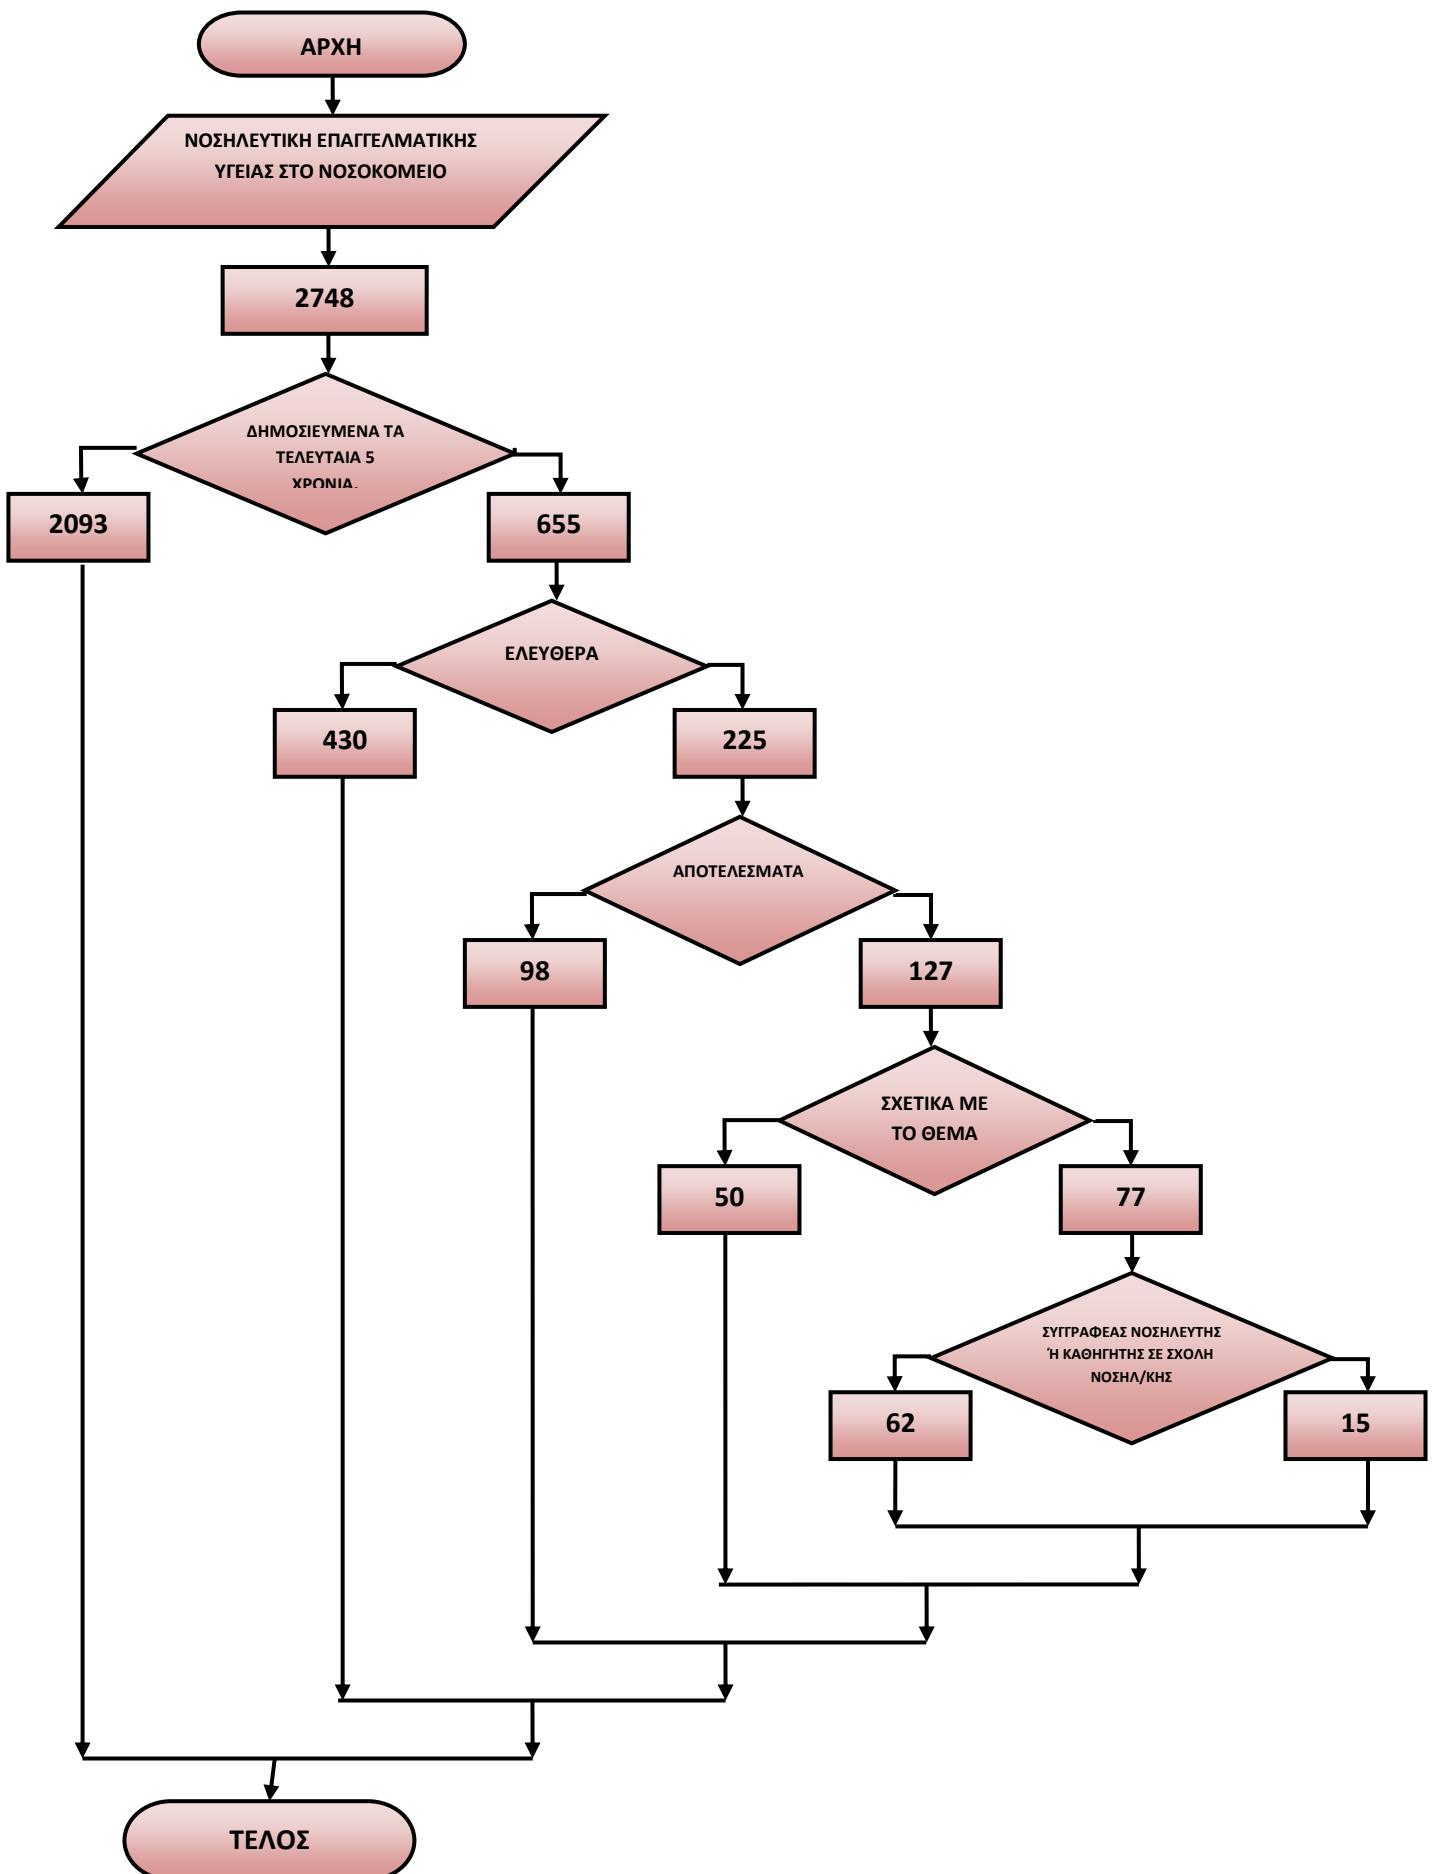 ΑΡΧΗ
ΝΟΣΗΛΕΥΤΙΚΗ ΕΠΑΓΓΕΛΜΑΤΙΚΗΣ
ΥΓΕΙΑΣ ΣΤΟ ΝΟΣΟΚΟΜΕΙΟ
2748
ΔΗΜΟΣΙΕΥΜΕΝΑ ΤΑ
ΤΕΛΕΥΤΑΙΑ 5
ΧΡΟΝΙΑ.
2093
655
ΕΛΕΥΘΕΡΑ
430
225
ΑΠΟΤΕΛΕΣΜΑΤΑ
98
127
ΣΧΕΤΙΚΑ ΜΕ
ΤΟ ΘΕΜΑ
50
77
ΣΥΓΓΡΑΦΕΑΣ ΝΟΣΗΛΕΥΤΗΣ
Ή ΚΑΘΗΓΗΤΗΣ ΣΕ ΣΧΟΛΗ
ΝΟΣΗΛ/ΚΗΣ
62
15
ΤΕΛΟΣ